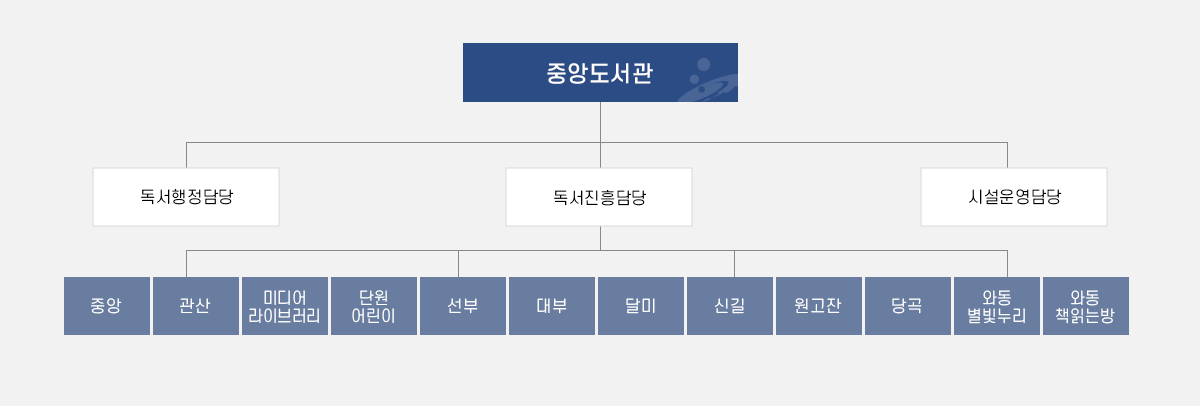 중앙도서관
독서행정담당
독서진흥담당
시설운영담당
중앙
관산
미디어
라이브러리
단원
어린이
선부
대부
달미
신길
원고잔
당곡
와동
별빛누리
와동
책읽는방